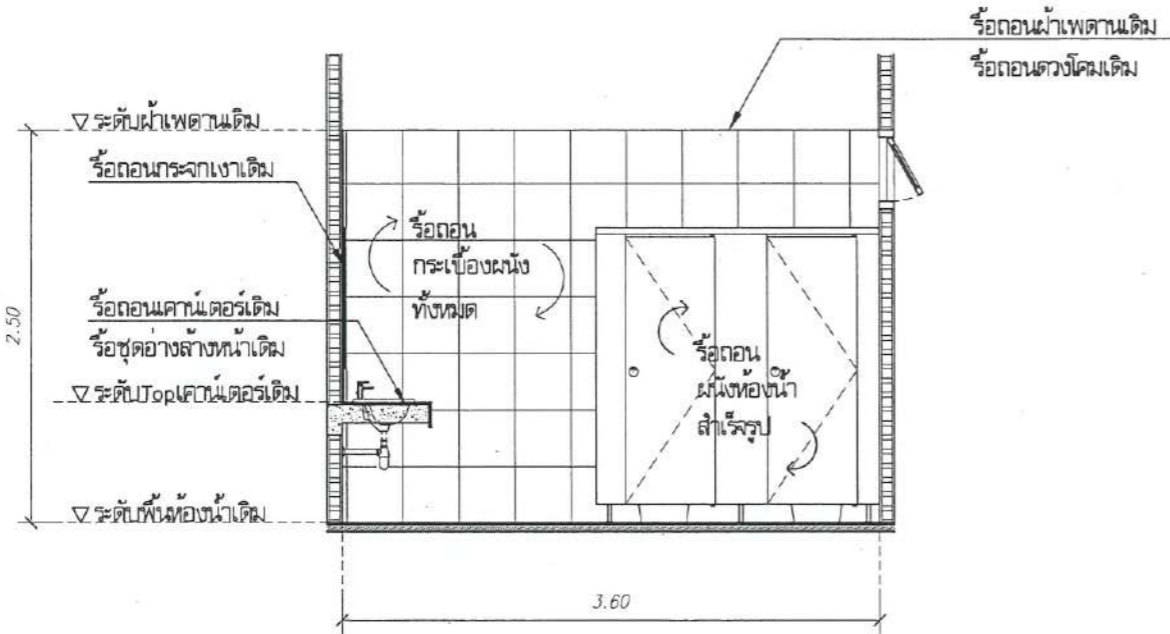 รื้อถอนฝ้าเพดานเดิม
รื้อถอนดวงโคมเดิม
ระดับฝ้าเพดานเดิม
รื้อถอนกระจกเงาเดิม
รื้อถอน
กระเบื้องผนัง
ทั้งหมด
2.50
รื้อถอนเคาน์เตอร์เดิม
รื้อชุดอ่างล้างหน้าเดิม
รื้อถอน
ผนังห้องน้ำ
สำเร็จรูป
ระดับTopเคาน์เตอร์เดิม
ระดับพื้นห้องน้ำเดิม
3.60